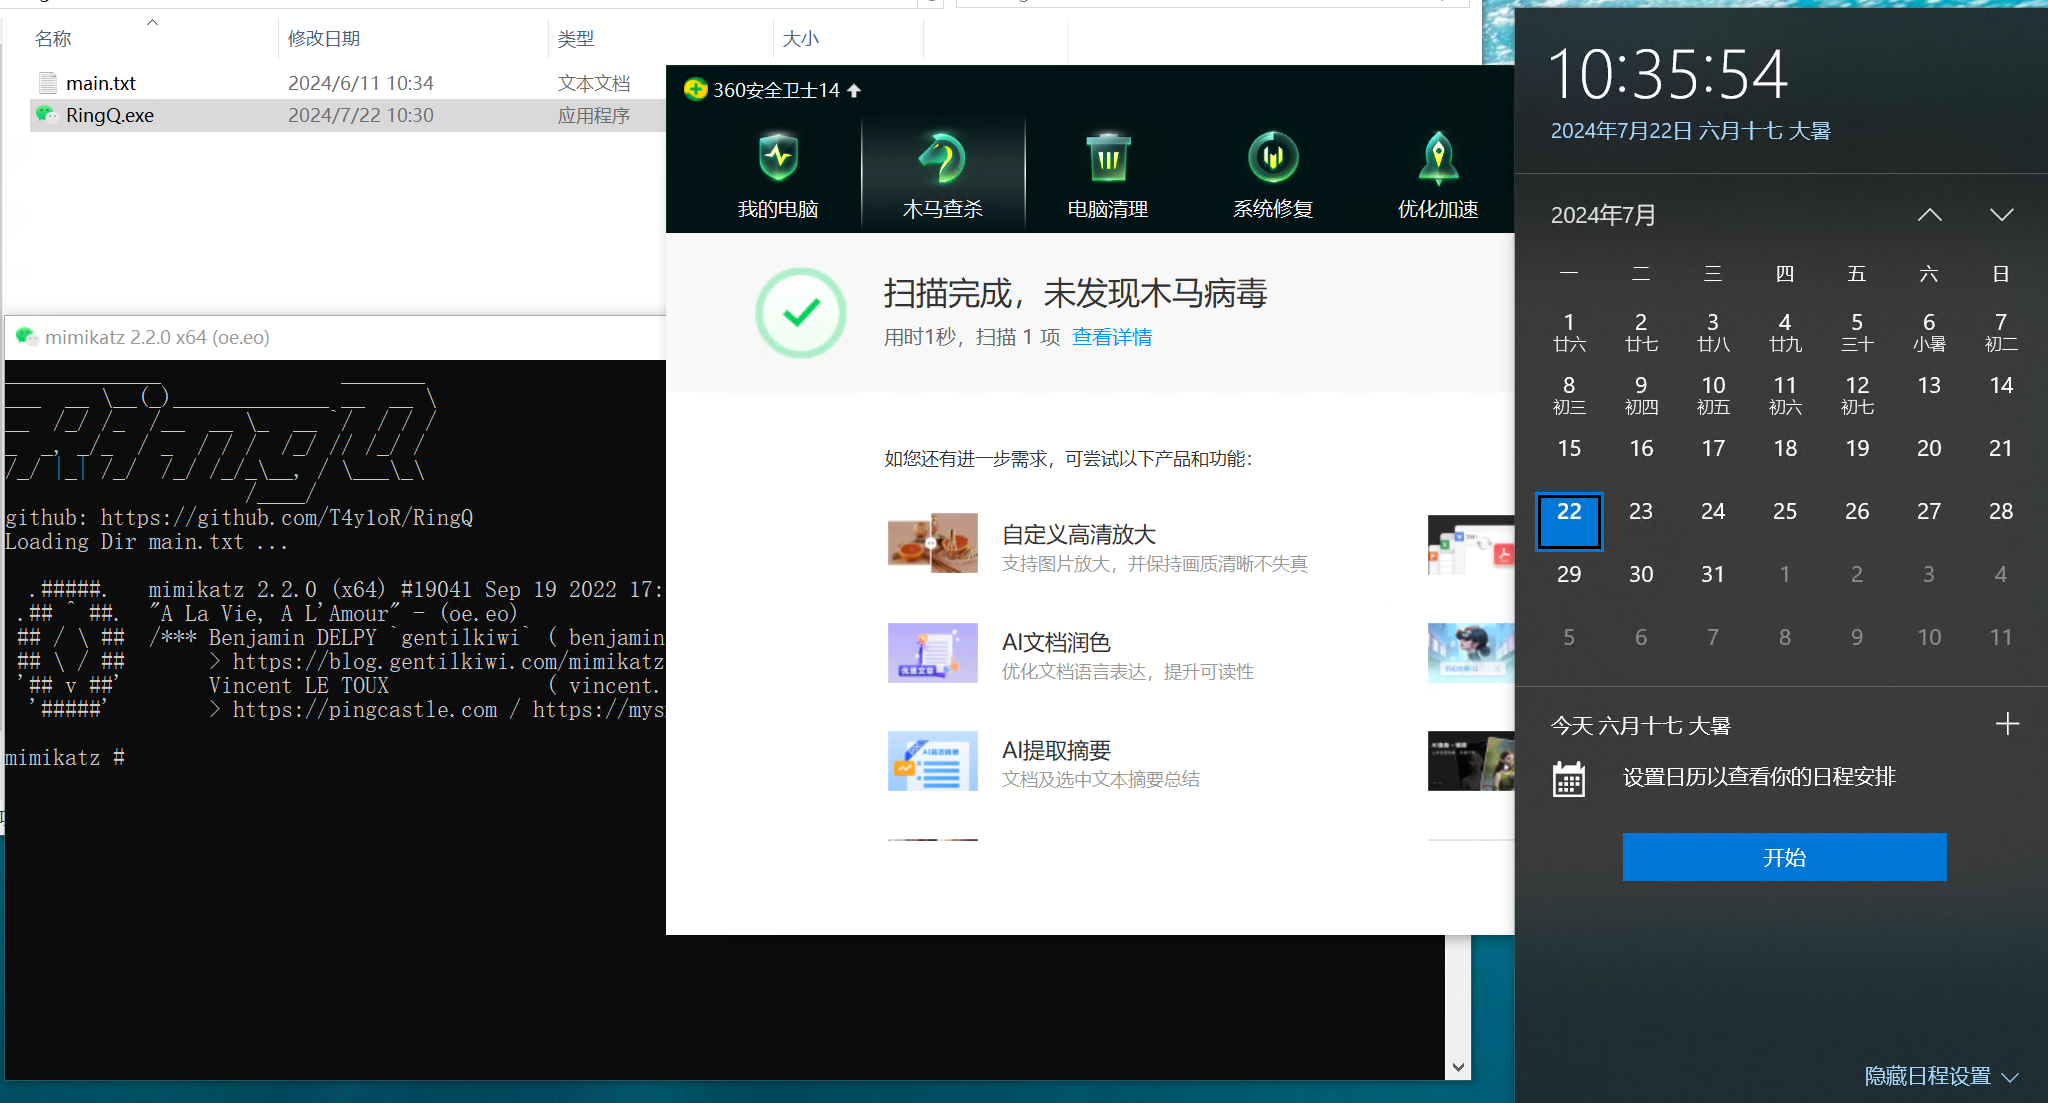 名称 修改日期 类型 大小
main.txt 2024/6/11 10:34 文本文档
RingQ.exe 2024/7/22 10:30 应用程序
mimikatz 2.2.0 x64 (oe.eo)
github: https://github.com/T4y1oR/RingQ
Loading Dir main.txt ...
.#####. mimikatz 2.2.0 (x64) #19041 Sep 19 2022 17:
.## ^ ##. "A La Vie, A L'Amour" - (oe.eo)
## / \ ## /*** Benjamin DELPY `gentilkiwi` ( benjamin
## \ / ## > https://blog.gentilkiwi.com/mimikatz
'## v ##' Vincent LE TOUX ( vincent.
'#####' > https://pingcastle.com / https://mys
mimikatz #
360安全卫士14
我的电脑 木马查杀 电脑清理 系统修复 优化加速
扫描完成，未发现木马病毒
用时1秒，扫描 1 项 查看详情
如您还有进一步需求，可尝试以下产品和功能：
自定义高清放大
支持图片放大，并保持画质清晰不失真
AI文档润色
优化文档语言表达，提升可读性
AI提取摘要
文档及选中文本摘要总结
10:35:54
2024年7月22日 六月十七 大暑
2024年7月
一 二 三 四 五 六 日
1 2 3 4 5 6 7
廿六 廿七 廿八 廿九 三十 小暑 初二
8 9 10 11 12 13 14
初三 初四 初五 初六 初七
15 16 17 18 19 20 21
22 23 24 25 26 27 28
29 30 31 1 2 3 4
5 6 7 8 9 10 11
今天 六月十七 大暑
设置日历以查看你的日程安排
开始
隐藏日程设置